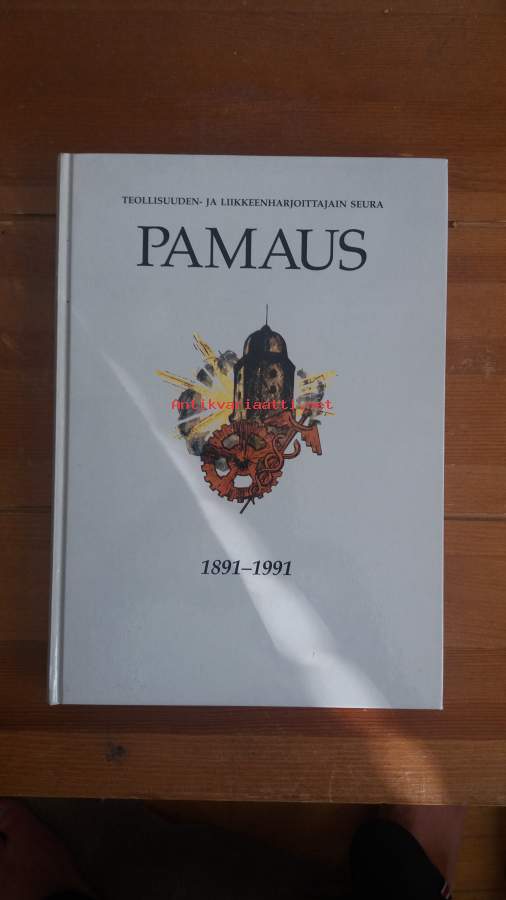 TEOLLISUUDEN- JA LIIKKEENHARJOITTAJAIN SEURA
PAMAUS
antikvariaatti.net
1891–1991